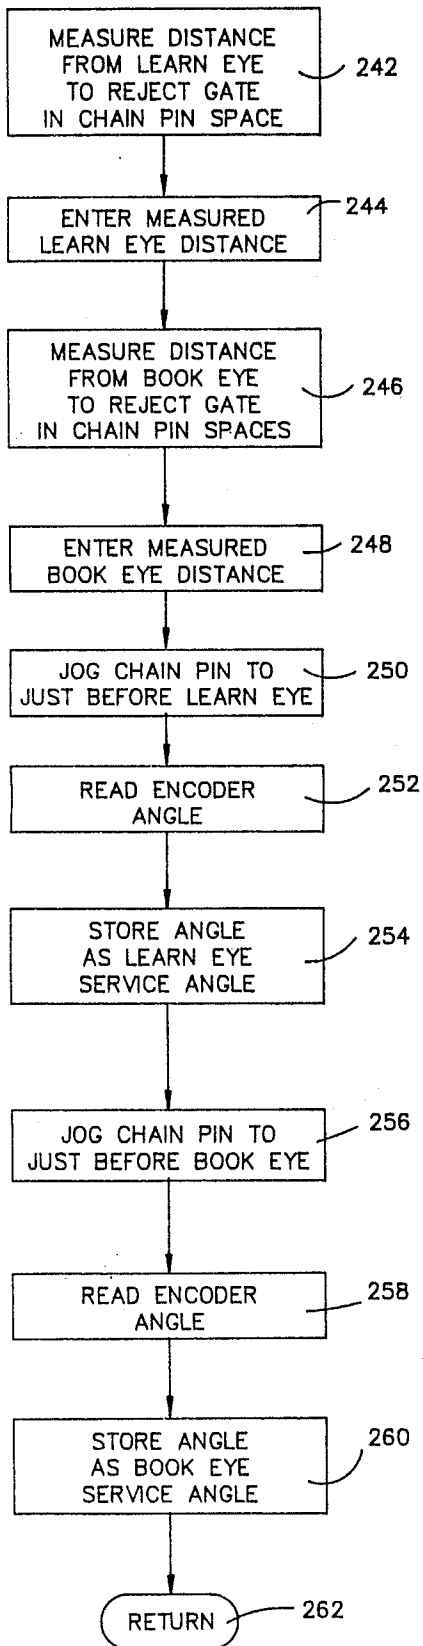 MEASURE DISTANCE
FROM LEARN EYE
TO REJECT GATE
IN CHAIN PIN SPACE
242
244
ENTER MEASURED
LEARN EYE DISTANCE
MEASURE DISTANCE
FROM BOOK EYE
TO REJECT GATE
IN CHAIN PIN SPACES
246
ENTER MEASURED
BOOK EYE DISTANCE
248
JOG CHAIN PIN TO
JUST BEFORE LEARN EYE
250
READ ENCODER
ANGLE
252
STORE ANGLE
AS LEARN EYE
SERVICE ANGLE
254
JOG CHAIN PIN TO
JUST BEFORE BOOK EYE
256
READ ENCODER
ANGLE
258
STORE ANGLE
AS BOOK EYE
SERVICE ANGLE
260
RETURN
262